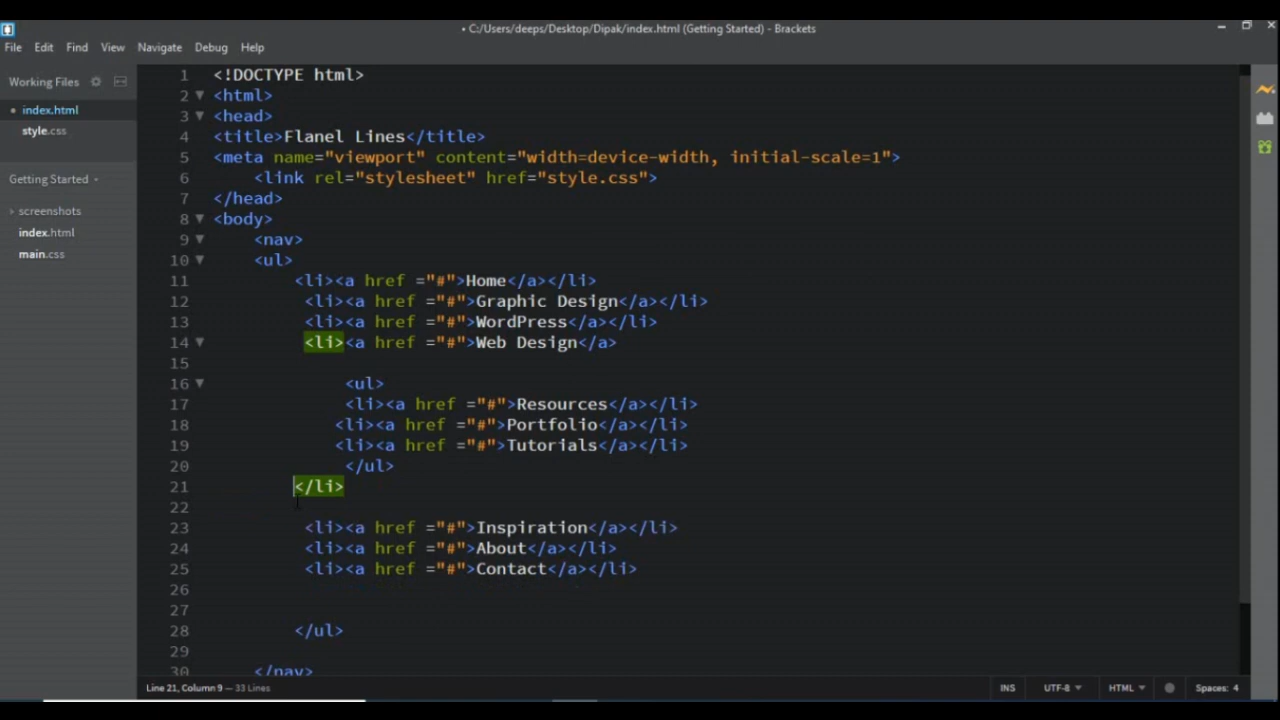 • C:/Users/deeps/Desktop/Dipak/index.html (Getting Started) - Brackets
File Edit Find View Navigate Debug Help
Working Files
• index.html
style.css
Getting Started
screenshots
index.html
main.css
1 <!DOCTYPE html>
2 <html>
3 <head>
4 <title>Flanel Lines</title>
5 <meta name="viewport" content="width=device-width, initial-scale=1">
6 <link rel="stylesheet" href="style.css">
7 </head>
8 <body>
9 <nav>
10 <ul>
11 <li><a href ="#">Home</a></li>
12 <li><a href ="#">Graphic Design</a></li>
13 <li><a href ="#">WordPress</a></li>
14 <li><a href ="#">Web Design</a>
15
16 <ul>
17 <li><a href ="#">Resources</a></li>
18 <li><a href ="#">Portfolio</a></li>
19 <li><a href ="#">Tutorials</a></li>
20 </ul>
21 </li>
22
23 <li><a href ="#">Inspiration</a></li>
24 <li><a href ="#">About</a></li>
25 <li><a href ="#">Contact</a></li>
26
27
28 </ul>
29
30 </nav>
Line 21, Column 9 — 33 Lines
INS UTF-8 HTML Spaces: 4